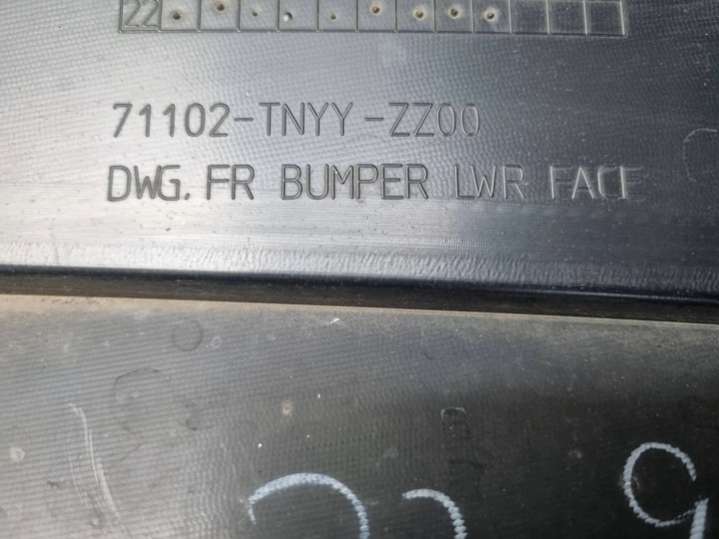 22
71102-TNYY-ZZ00
DWG. FR BUMPER LWR FACE